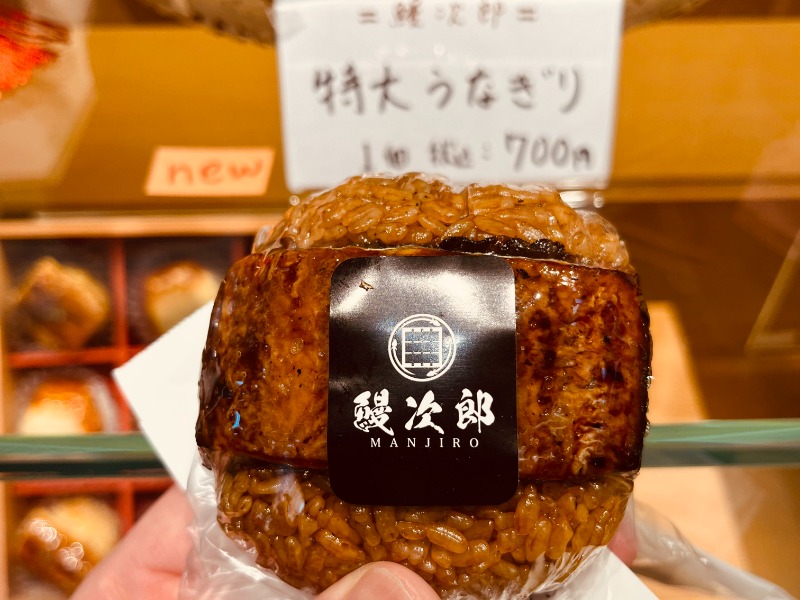 = 鰻次郎 =
特大うなぎり
1個 税込:700円
new
鰻次郎
MANJIRO